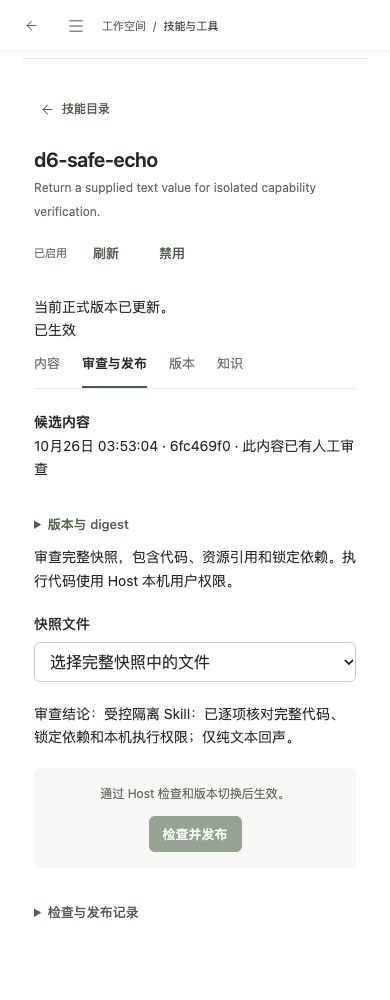 工作空间 / 技能与工具
技能目录
d6-safe-echo
Return a supplied text value for isolated capability
verification.
已启用 刷新 禁用
当前正式版本已更新。
已生效
内容 审查与发布 版本 知识
候选内容
10月26日 03:53:04 · 6fc469f0 · 此内容已有人工审
查
版本与 digest
审查完整快照，包含代码、资源引用和锁定依赖。执
行代码使用 Host 本机用户权限。
快照文件
选择完整快照中的文件
审查结论：受控隔离 Skill：已逐项核对完整代码、
锁定依赖和本机执行权限；仅纯文本回声。
通过 Host 检查和版本切换后生效。
检查并发布
检查与发布记录